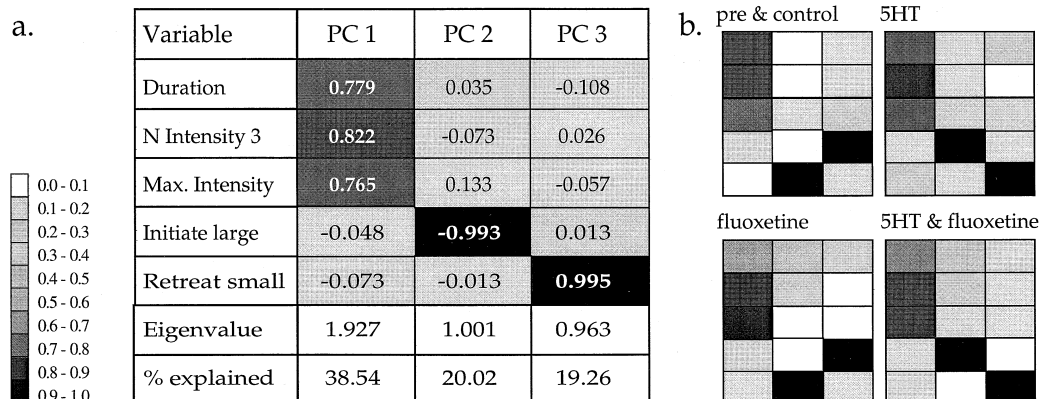 a.
Variable PC 1 PC 2 PC 3
Duration 0.779 0.035 -0.108
N Intensity 3 0.822 -0.073 0.026
Max. Intensity 0.765 0.133 -0.057
Initiate large -0.048 -0.993 0.013
Retreat small -0.073 -0.013 0.995
Eigenvalue 1.927 1.001 0.963
% explained 38.54 20.02 19.26
0.0 - 0.1
0.1 - 0.2
0.2 - 0.3
0.3 - 0.4
0.4 - 0.5
0.5 - 0.6
0.6 - 0.7
0.7 - 0.8
0.8 - 0.9
0.9 - 1.0
b.
pre & control 5HT
fluoxetine 5HT & fluoxetine